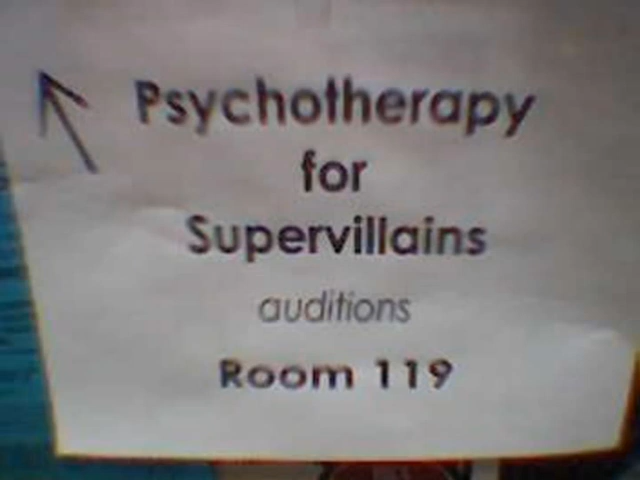 Psychotherapy
for
Supervillains
auditions
Room 119